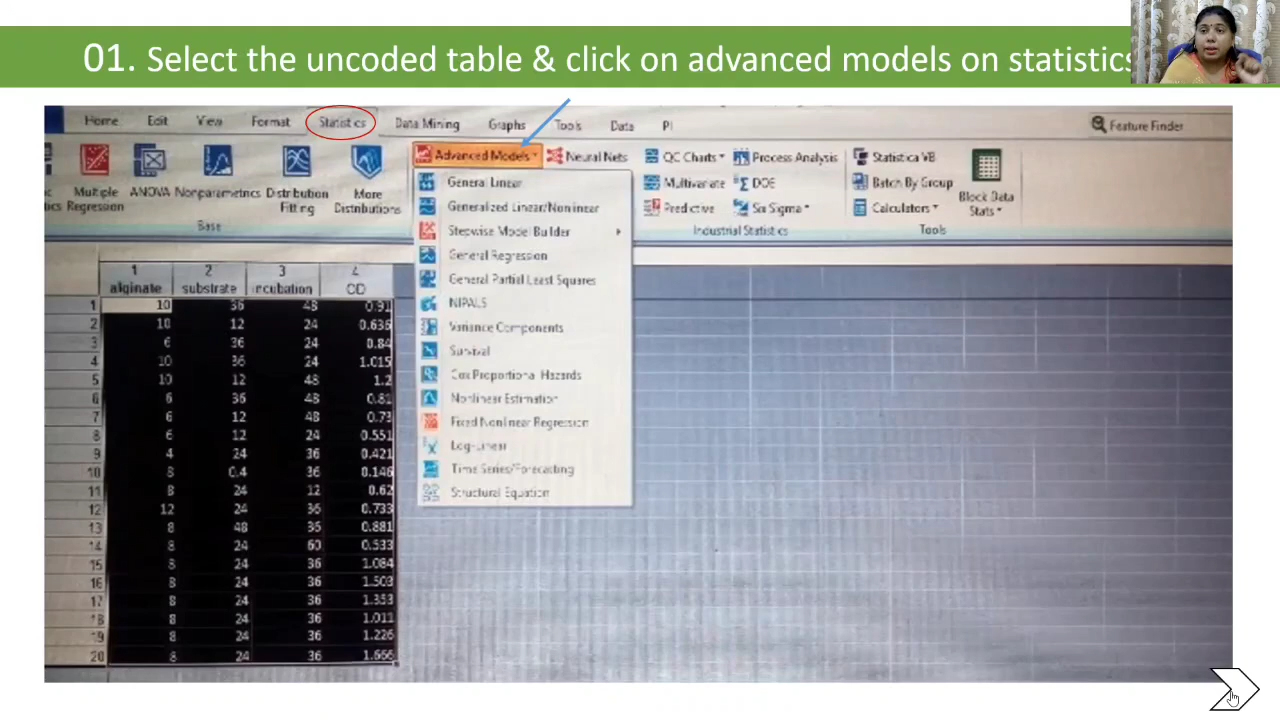 01. Select the uncoded table & click on advanced models on statistics
Home Edit View Format Statistics Data Mining Graphs Tools Data PI Feature Finder
Multiple Regression
ANOVA
Nonparametrics
Distribution Fitting
More Distributions
Base
Advanced Models
Neural Nets
QC Charts
Process Analysis
Multivariate
DOE
Predictive
Six Sigma
Industrial Statistics
Statistica VB
Batch By Group
Calculators
Block Data Stats
Tools
General Linear
Generalized Linear/Nonlinear
Stepwise Model Builder
General Regression
General Partial Least Squares
NIPALS
Variance Components
Survival
Cox Proportional Hazards
Nonlinear Estimation
Fixed Nonlinear Regression
Log-Linear
Time Series/Forecasting
Structural Equation
1 2 3 4
alginate substrate incubation OD
1 10 36 48 0.91
2 10 12 24 0.636
3 6 36 24 0.84
4 10 36 24 1.015
5 10 12 48 1.2
6 6 36 48 0.81
7 6 12 48 0.73
8 6 12 24 0.551
9 4 24 36 0.421
10 8 0.4 36 0.146
11 8 24 12 0.62
12 12 24 36 0.733
13 8 48 36 0.881
14 8 24 60 0.533
15 8 24 36 1.084
16 8 24 36 1.503
17 8 24 36 1.353
18 8 24 36 1.011
19 8 24 36 1.226
20 8 24 36 1.666